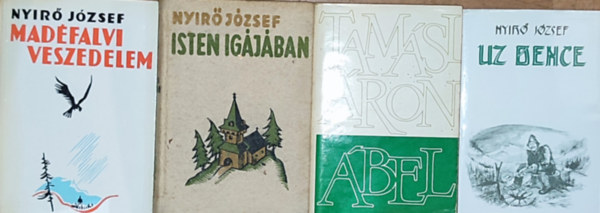 NYIRŐ JÓZSEF
MADÉFALVI
VESZEDELEM
NYIRŐ JÓZSEF
ISTEN IGÁJÁBAN
TAMÁSI
ÁRON
ÁBEL
NYIRŐ JÓZSEF
UZ BENCE